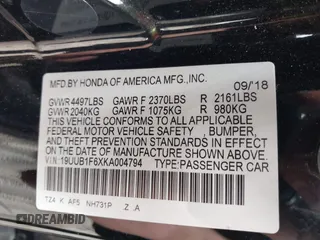 MFD. BY HONDA OF AMERICA MFG., INC. 09/18
GVWR 4497LBS GAWR F 2370LBS R 2161LBS
GVWR 2040KG GAWR F 1075KG R 980KG
THIS VEHICLE CONFORMS TO ALL APPLICABLE
FEDERAL MOTOR VEHICLE SAFETY, BUMPER,
AND THEFT PREVENTION STANDARDS IN EFFECT
ON THE DATE OF MANUFACTURE SHOWN ABOVE.
V.I.N.: 19UUB1F6XKA004794 TYPE:PASSENGER CAR
TZ4 K AF5 NH731P Z .A
DREAMBID